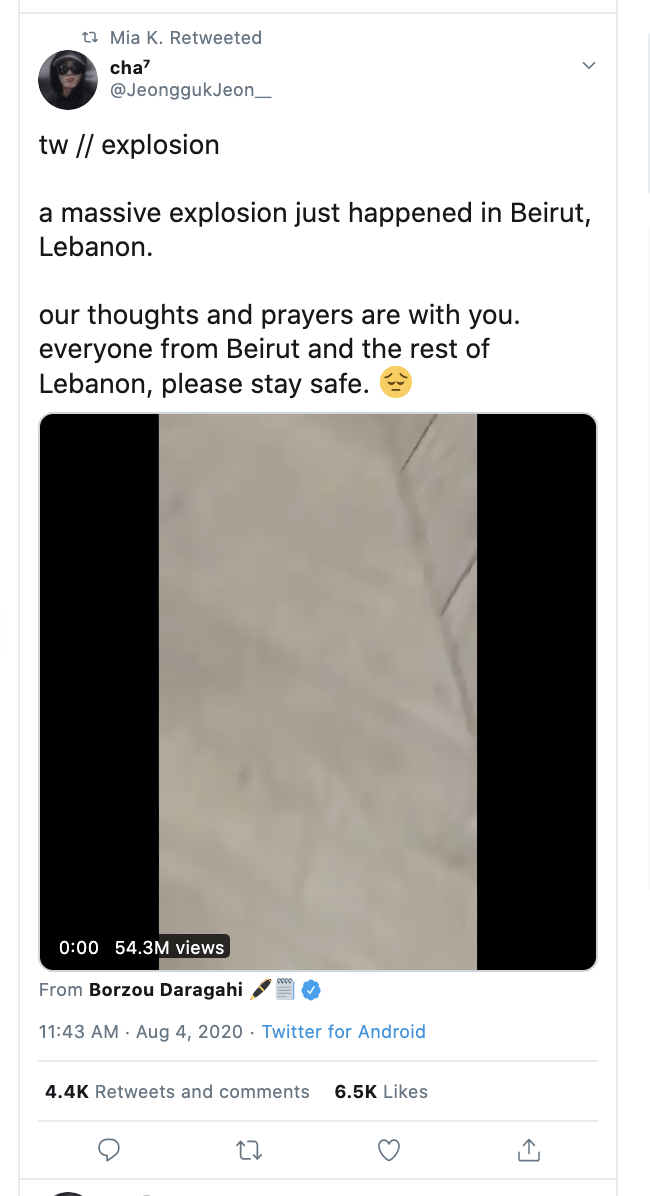 Mia K. Retweeted
cha⁷
@JeonggukJeon__
tw // explosion
a massive explosion just happened in Beirut,
Lebanon.
our thoughts and prayers are with you.
everyone from Beirut and the rest of
Lebanon, please stay safe. 😔
0:00 54.3M views
From Borzou Daragahi 🖋🗒
11:43 AM · Aug 4, 2020 · Twitter for Android
4.4K Retweets and comments 6.5K Likes